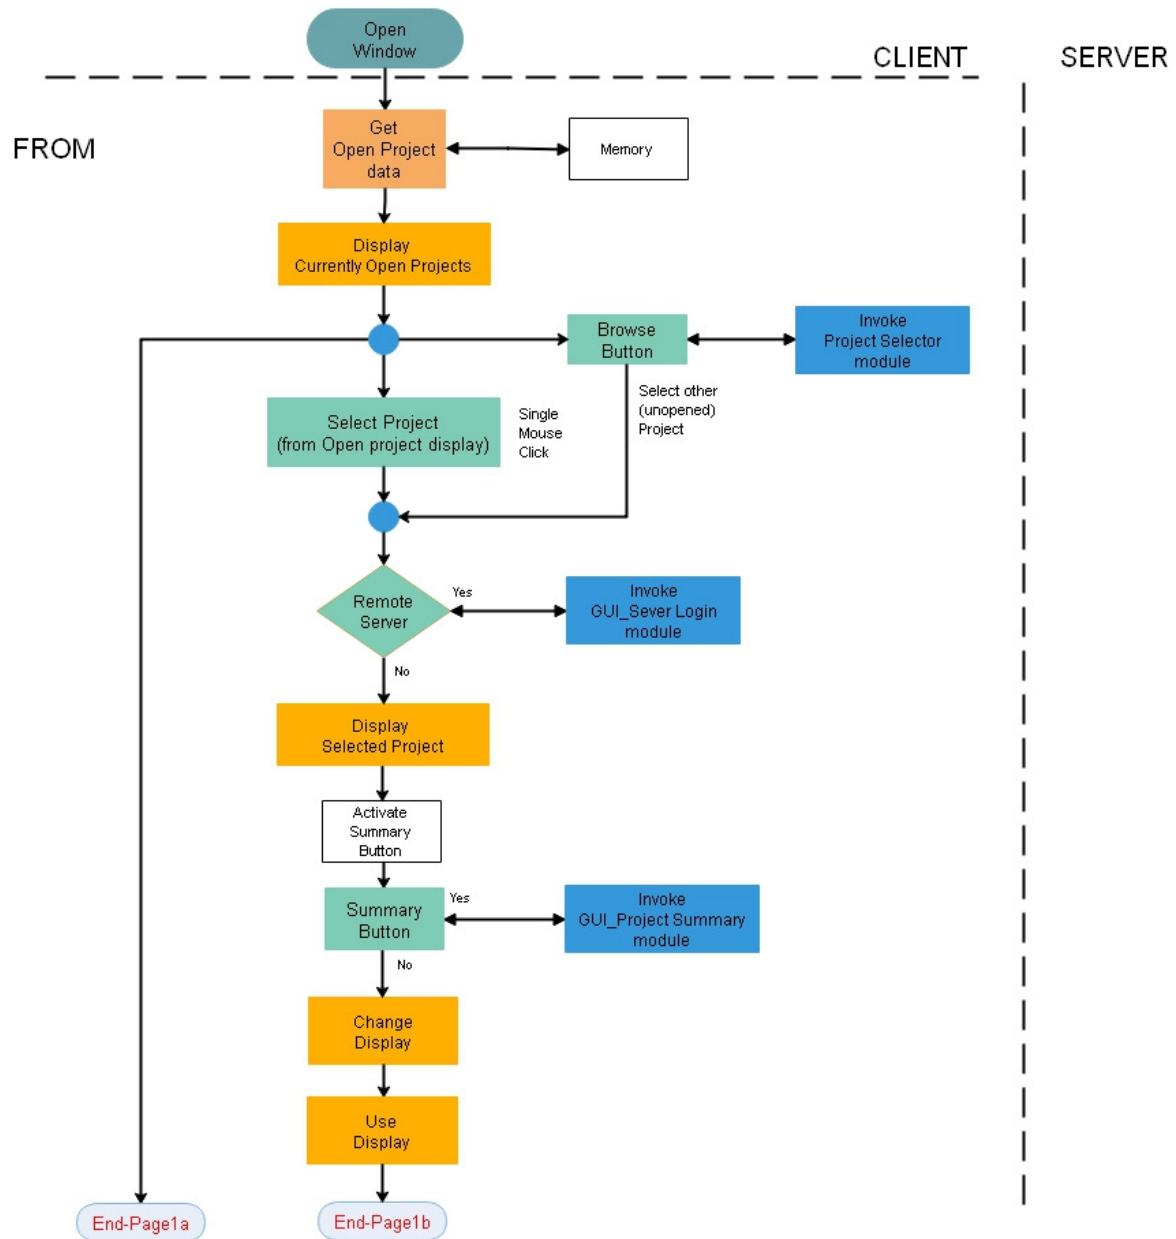 Open
Window
CLIENT
SERVER
FROM
Get
Open Project
data
Memory
Display
Currently Open Projects
Browse
Button
Invoke
Project Selector
module
Select Project
(from Open project display)
Single
Mouse
Click
Select other
(unopened)
Project
Remote
Server
Yes
Invoke
GUI_Sever Login
module
No
Display
Selected Project
Activate
Summary
Button
Summary
Button
Yes
Invoke
GUI_Project Summary
module
No
Change
Display
Use
Display
End-Page1a
End-Page1b